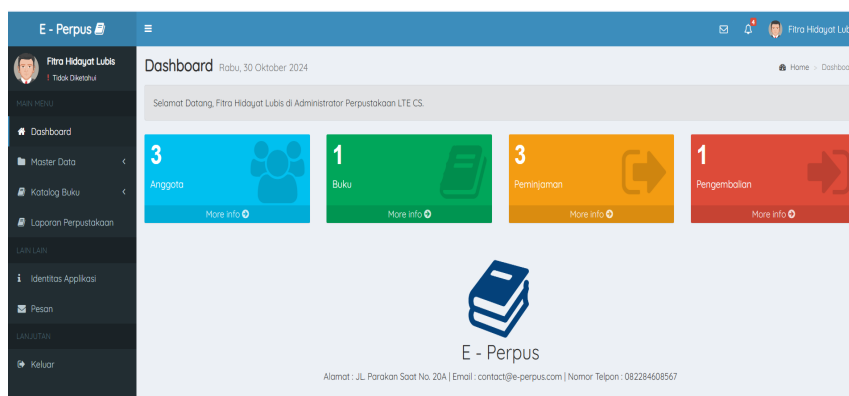 E - Perpus
4
Fitra Hidayat Lub
Fitra Hidayat Lubis
! Tidak Diketahui
MAIN MENU
Dashboard
Master Data
Katalog Buku
Laporan Perpustakaan
LAIN LAIN
Identitas Applikasi
Pesan
LANJUTAN
Keluar
Dashboard Rabu, 30 Oktober 2024
Home > Dashboa
Selamat Datang, Fitra Hidayat Lubis di Administrator Perpustakaan LTE CS.
3
Anggota
More info
1
Buku
More info
3
Peminjaman
More info
1
Pengembalian
More info
E - Perpus
Alamat : JL. Parakan Saat No. 20A | Email : contact@e-perpus.com | Nomor Telpon : 082284608567